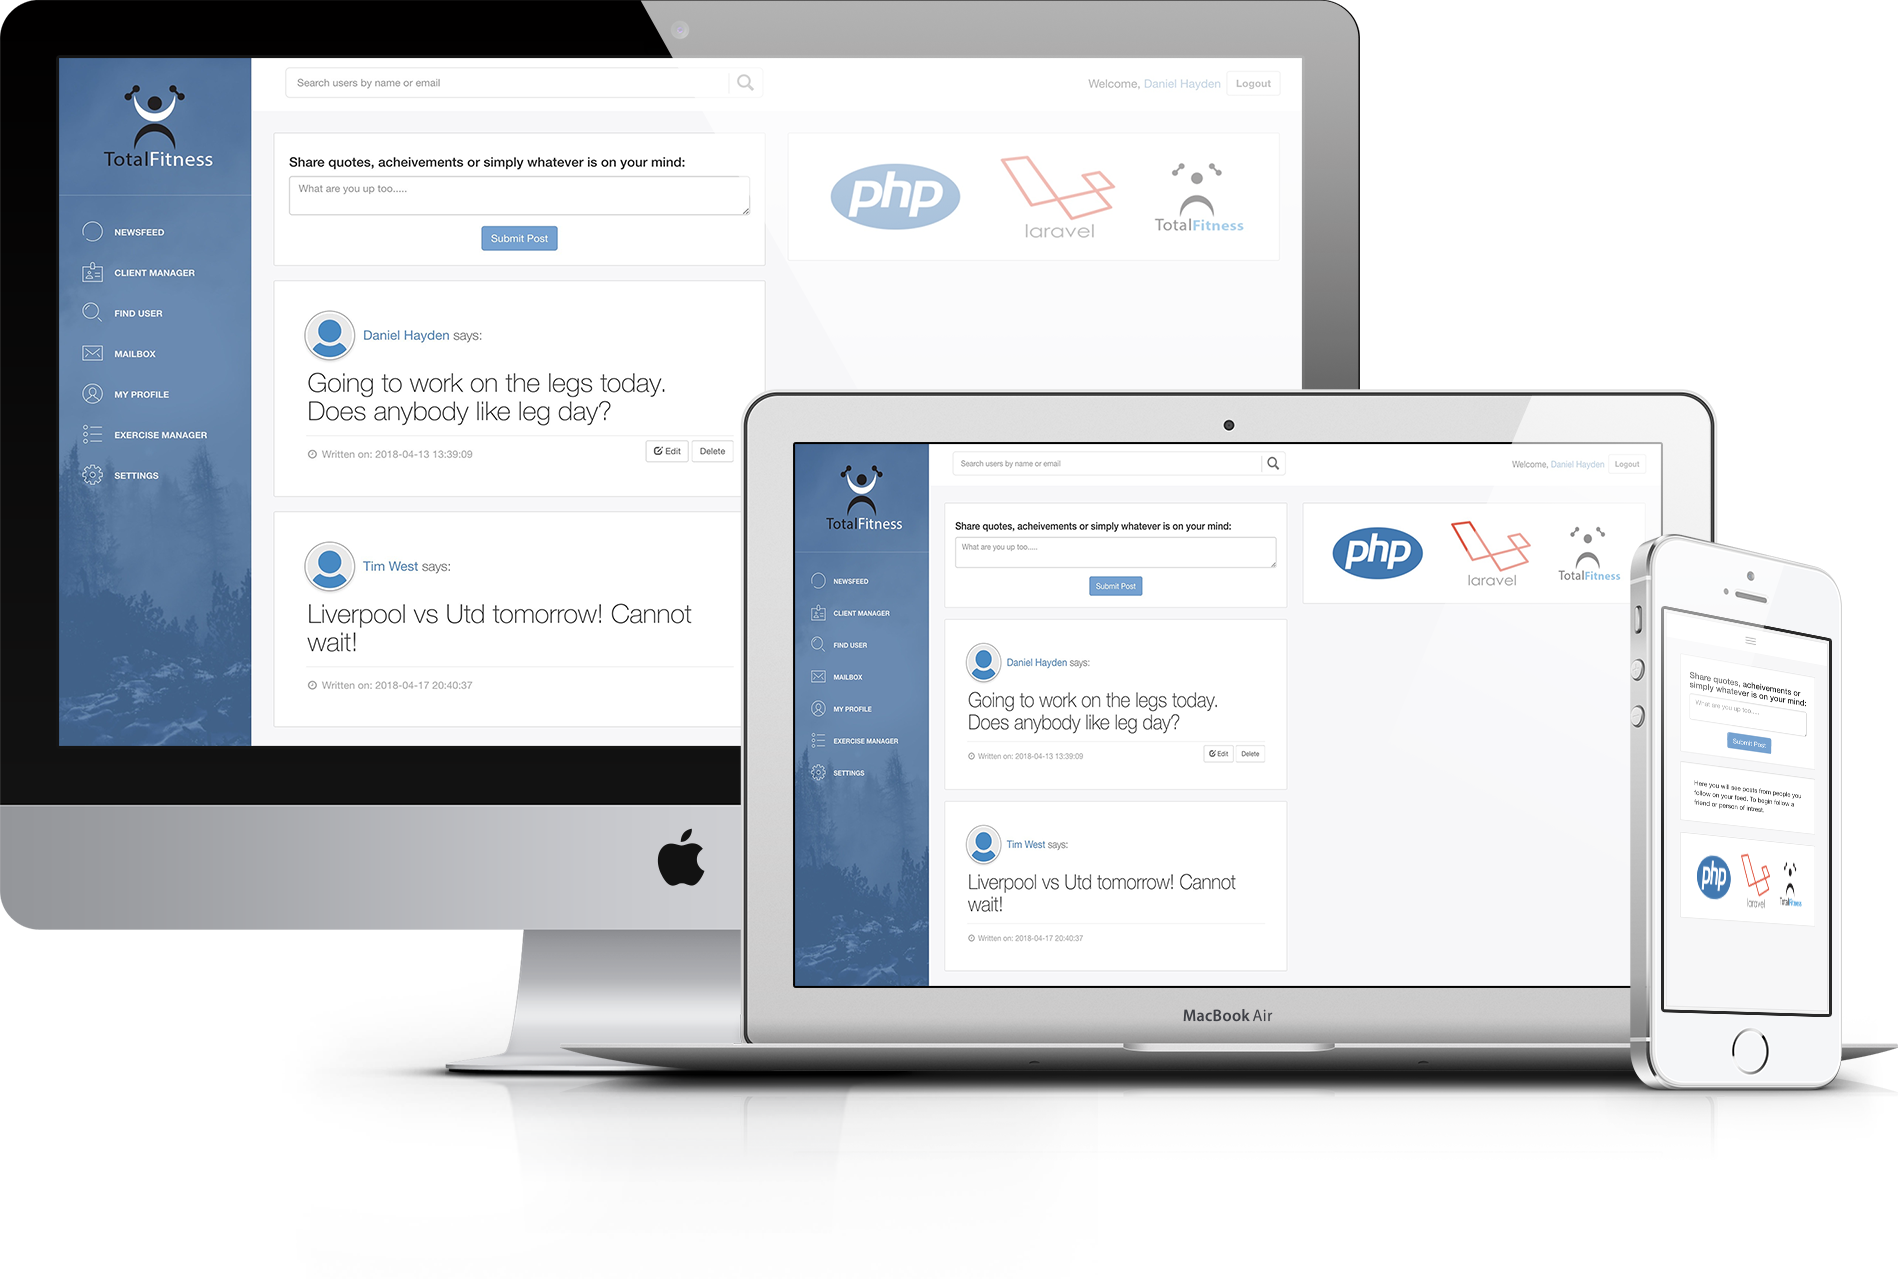 Search users by name or email
Welcome, Daniel Hayden
Logout
TotalFitness
NEWSFEED
CLIENT MANAGER
FIND USER
MAILBOX
MY PROFILE
EXERCISE MANAGER
SETTINGS
Share quotes, acheivements or simply whatever is on your mind:
What are you up too.....
Submit Post
php
laravel
TotalFitness
Daniel Hayden says:
Going to work on the legs today.
Does anybody like leg day?
Written on: 2018-04-13 13:39:09
Edit
Delete
Tim West says:
Liverpool vs Utd tomorrow! Cannot
wait!
Written on: 2018-04-17 20:40:37
Search users by name or email
Welcome, Daniel Hayden
Logout
TotalFitness
NEWSFEED
CLIENT MANAGER
FIND USER
MAILBOX
MY PROFILE
EXERCISE MANAGER
SETTINGS
Share quotes, acheivements or simply whatever is on your mind:
What are you up too.....
Submit Post
php
laravel
TotalFitness
Daniel Hayden says:
Going to work on the legs today.
Does anybody like leg day?
Written on: 2018-04-13 13:39:09
Edit
Delete
Tim West says:
Liverpool vs Utd tomorrow! Cannot
wait!
Written on: 2018-04-17 20:40:37
MacBook Air
Share quotes, acheivements or
simply whatever is on your mind:
What are you up too.....
Submit Post
Here you will see posts from people you
follow on your feed. To begin follow a
friend or person of intrest.
php
laravel
TotalFitness